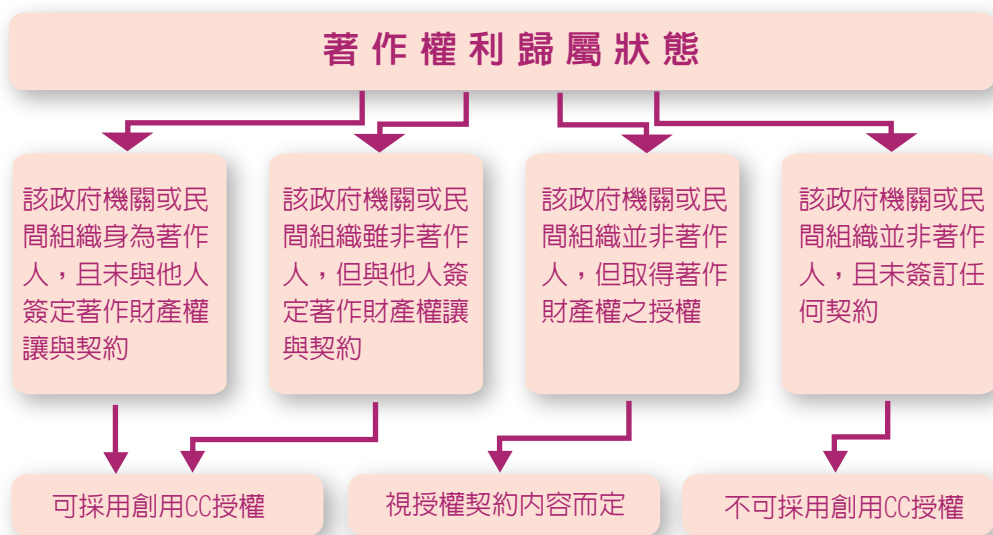 著作權利歸屬狀態
該政府機關或民
間組織身為著作
人，且未與他人
簽定著作財產權
讓與契約
該政府機關或民
間組織雖非著作
人，但與他人簽
定著作財產權讓
與契約
該政府機關或民
間組織並非著作
人，但取得著作
財產權之授權
該政府機關或民
間組織並非著作
人，且未簽訂任
何契約
可採用創用CC授權
視授權契約內容而定
不可採用創用CC授權